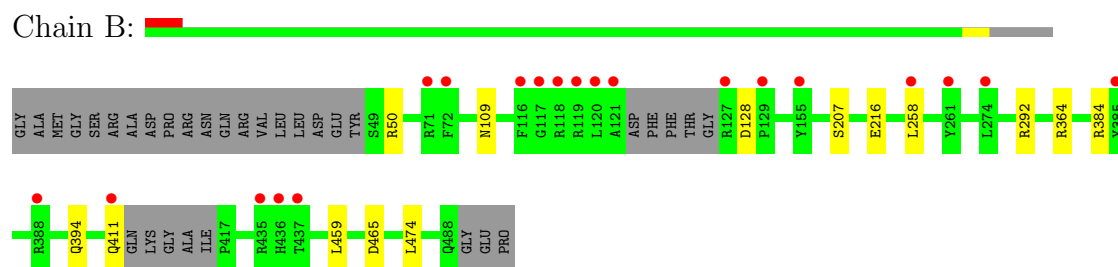 Chain B:
GLY ALA MET GLY SER ARG ALA ASP PRO ARG ASN GLN ARG VAL LEU LEU ASP GLU TYR S49 R50 R71 F72 N109 F116 G117 R118 R119 L120 A121 ASP PHE PHE THR GLY R127 D128 P129 Y155 S207 E216 L258 Y261 L274 R292 R364 R384 Y385
R388 Q394 Q411 GLN LYS GLY ALA ILE P417 R435 H436 T437 L459 D465 L474 Q488 GLY GLU PRO